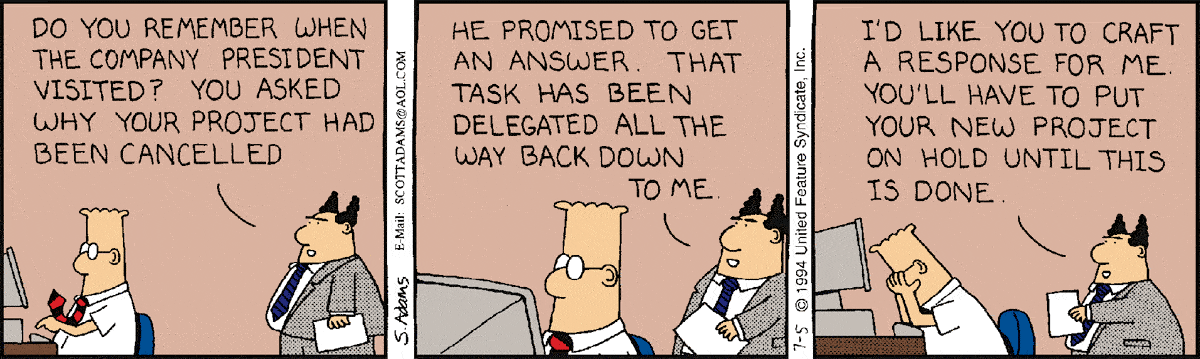 DO YOU REMEMBER WHEN
THE COMPANY PRESIDENT
VISITED? YOU ASKED
WHY YOUR PROJECT HAD
BEEN CANCELLED
S.Adams E-Mail: SCOTTADAMS@AOL.COM
HE PROMISED TO GET
AN ANSWER. THAT
TASK HAS BEEN
DELEGATED ALL THE
WAY BACK DOWN
TO ME.
7-5 © 1994 United Feature Syndicate, Inc.
I'D LIKE YOU TO CRAFT
A RESPONSE FOR ME.
YOU'LL HAVE TO PUT
YOUR NEW PROJECT
ON HOLD UNTIL THIS
IS DONE.